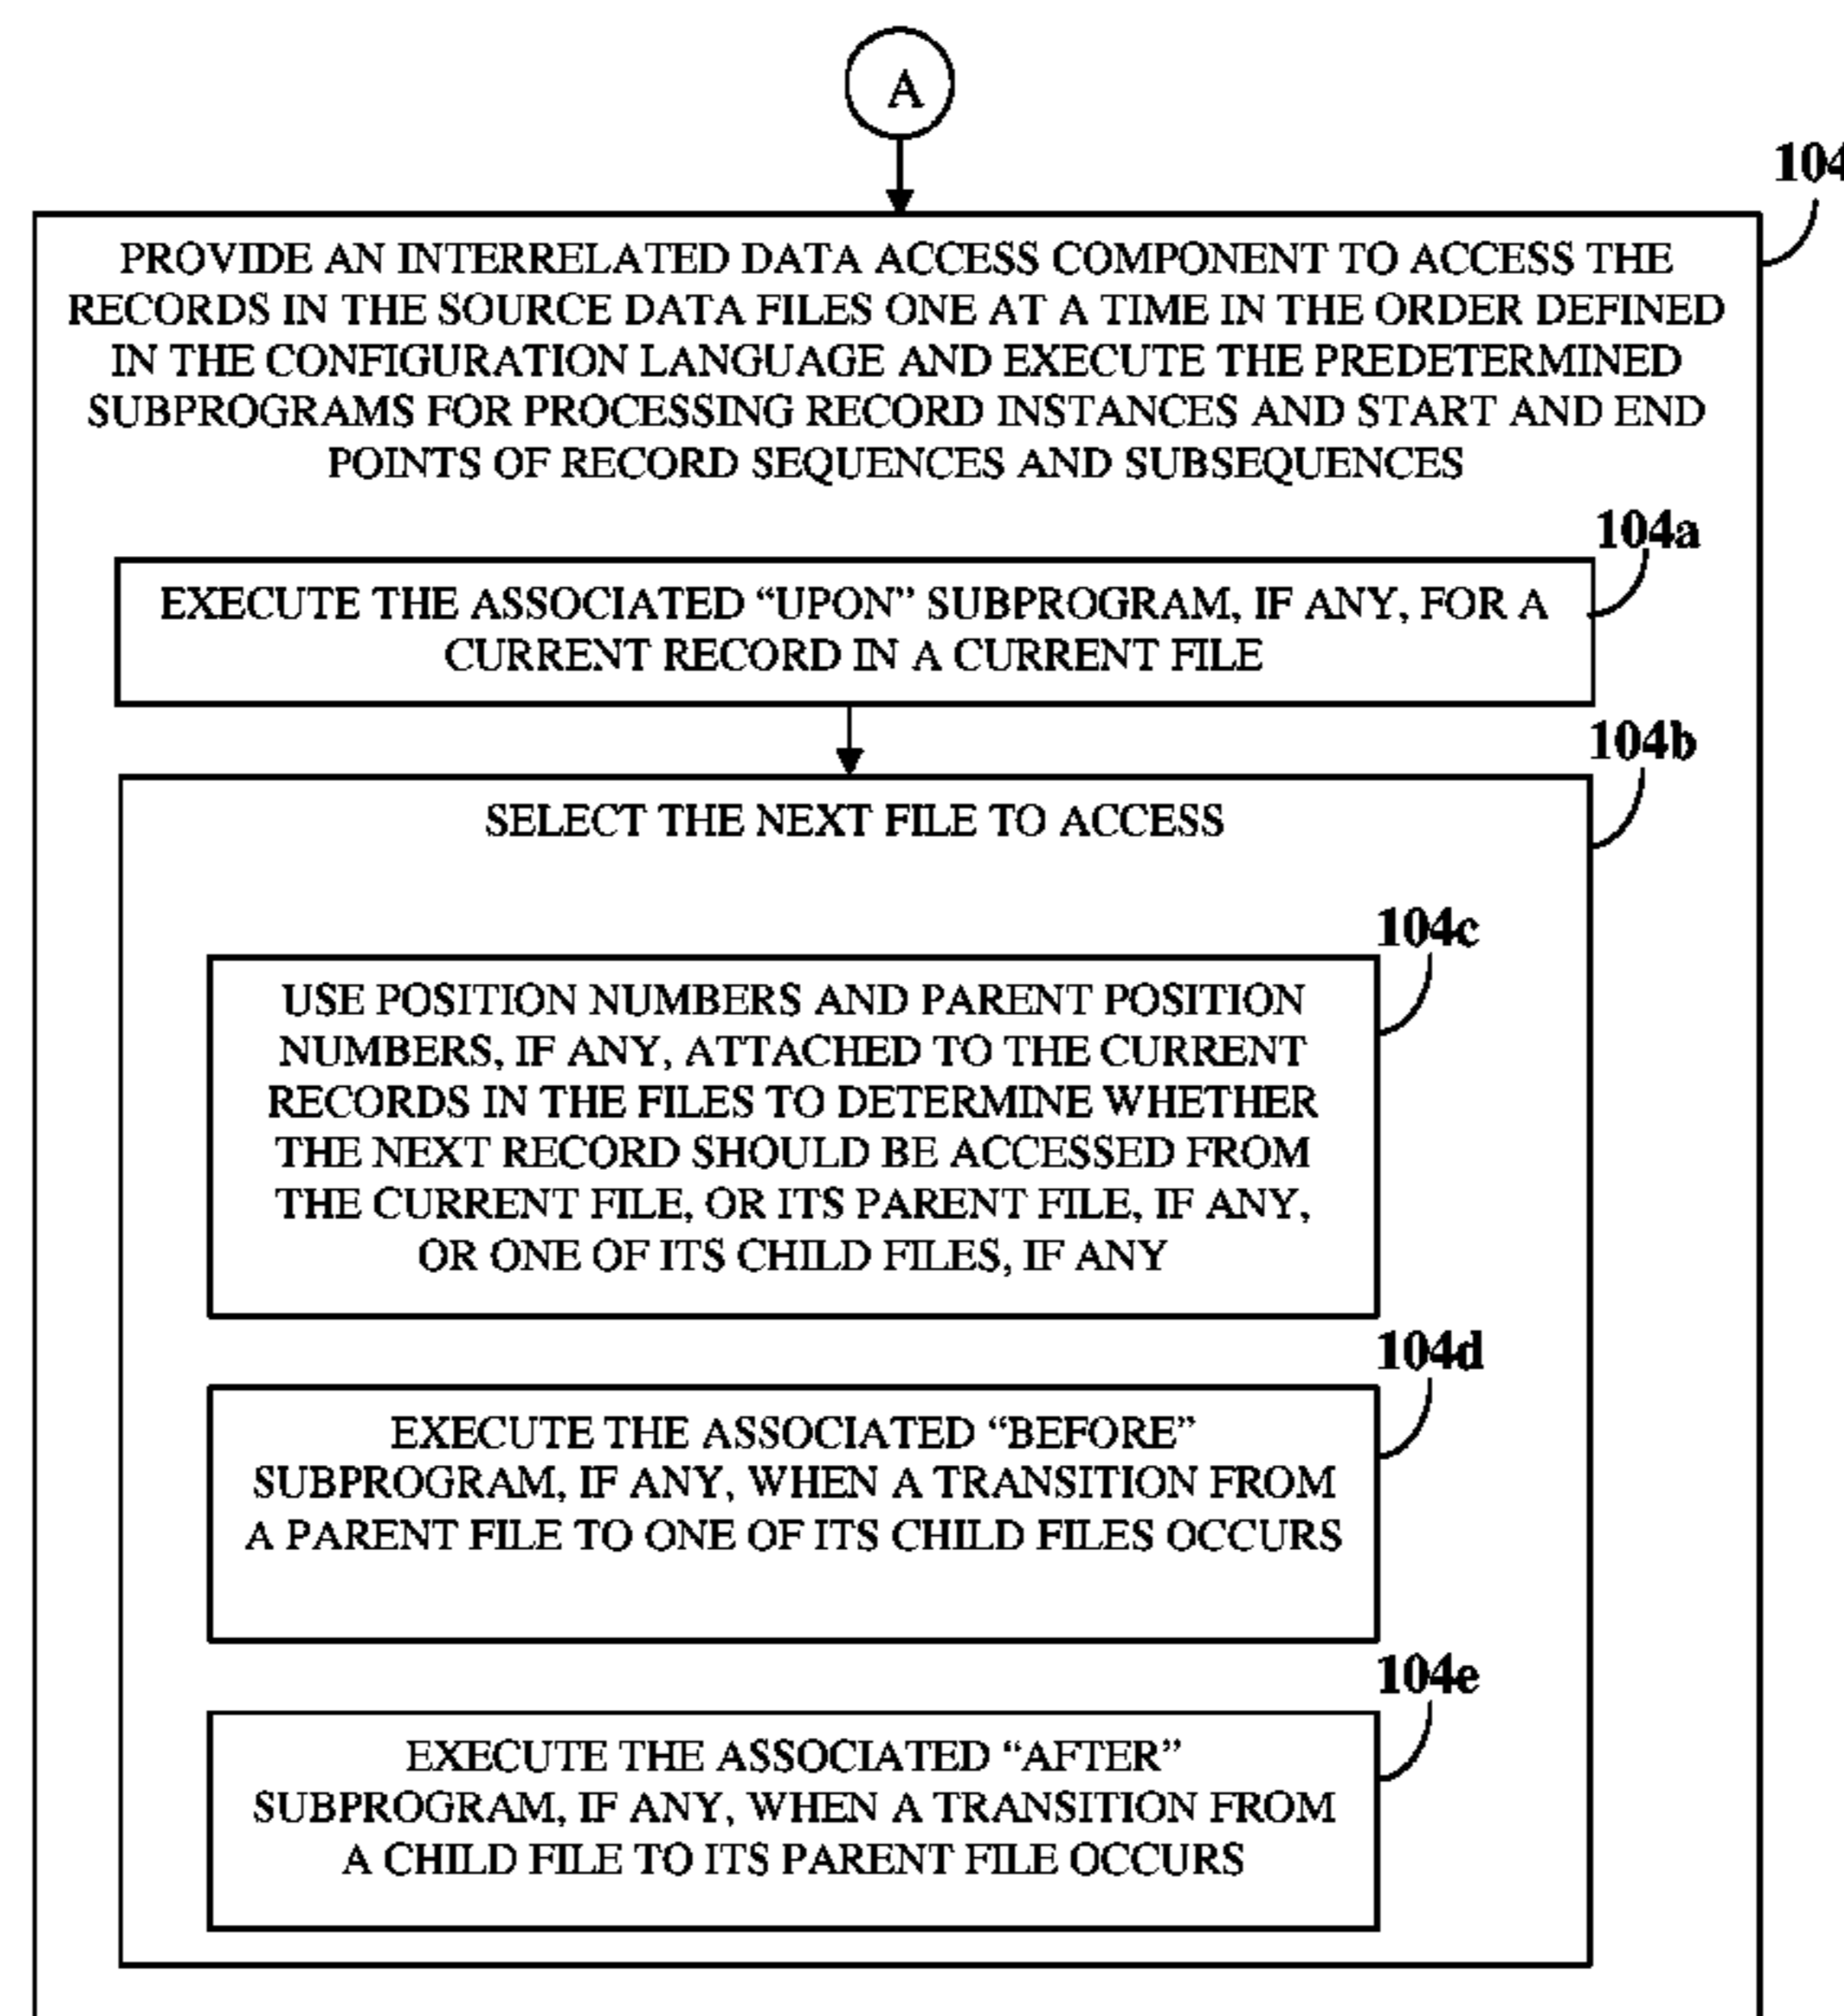 A
104
PROVIDE AN INTERRELATED DATA ACCESS COMPONENT TO ACCESS THE
RECORDS IN THE SOURCE DATA FILES ONE AT A TIME IN THE ORDER DEFINED
IN THE CONFIGURATION LANGUAGE AND EXECUTE THE PREDETERMINED
SUBPROGRAMS FOR PROCESSING RECORD INSTANCES AND START AND END
POINTS OF RECORD SEQUENCES AND SUBSEQUENCES
104a
EXECUTE THE ASSOCIATED “UPON” SUBPROGRAM, IF ANY, FOR A
CURRENT RECORD IN A CURRENT FILE
104b
SELECT THE NEXT FILE TO ACCESS
104c
USE POSITION NUMBERS AND PARENT POSITION
NUMBERS, IF ANY, ATTACHED TO THE CURRENT
RECORDS IN THE FILES TO DETERMINE WHETHER
THE NEXT RECORD SHOULD BE ACCESSED FROM
THE CURRENT FILE, OR ITS PARENT FILE, IF ANY,
OR ONE OF ITS CHILD FILES, IF ANY
104d
EXECUTE THE ASSOCIATED “BEFORE”
SUBPROGRAM, IF ANY, WHEN A TRANSITION FROM
A PARENT FILE TO ONE OF ITS CHILD FILES OCCURS
104e
EXECUTE THE ASSOCIATED “AFTER”
SUBPROGRAM, IF ANY, WHEN A TRANSITION FROM
A CHILD FILE TO ITS PARENT FILE OCCURS